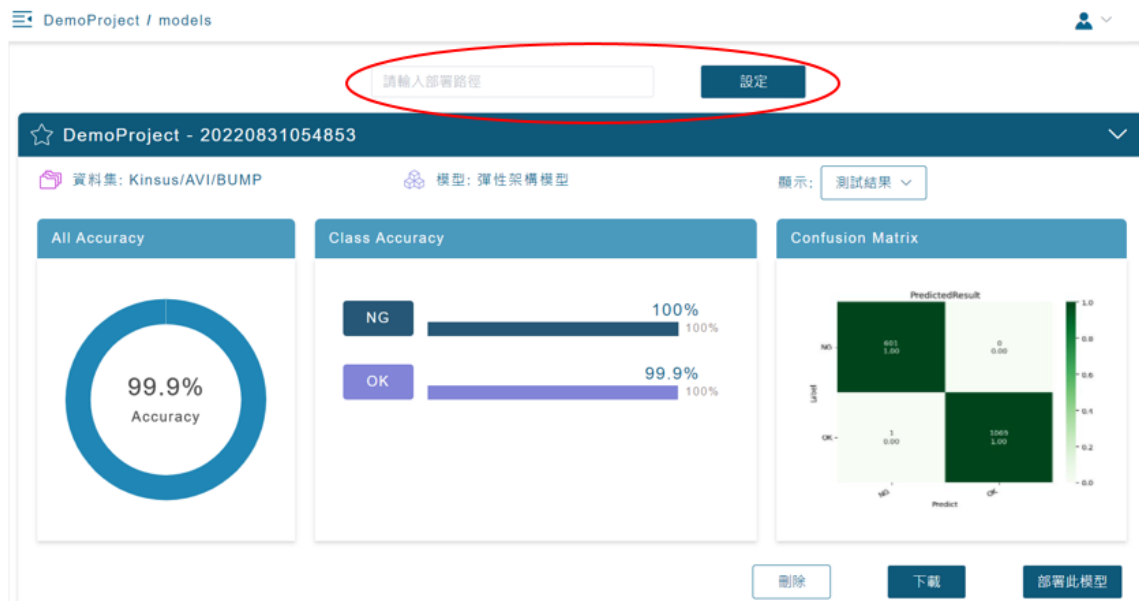 DemoProject / models
請輸入部署路徑
設定
DemoProject - 20220831054853
資料集: Kinsus/AVI/BUMP
模型: 彈性架構模型
顯示:
測試結果
All Accuracy
Class Accuracy
Confusion Matrix
99.9%
Accuracy
NG
100%
100%
OK
99.9%
100%
PredictedResult
NG
601
1.00
0
0.00
Label
OK
1
0.00
1065
1.00
NG
OK
Predict
1.0
0.8
0.6
0.4
0.2
0.0
刪除
下載
部署此模型